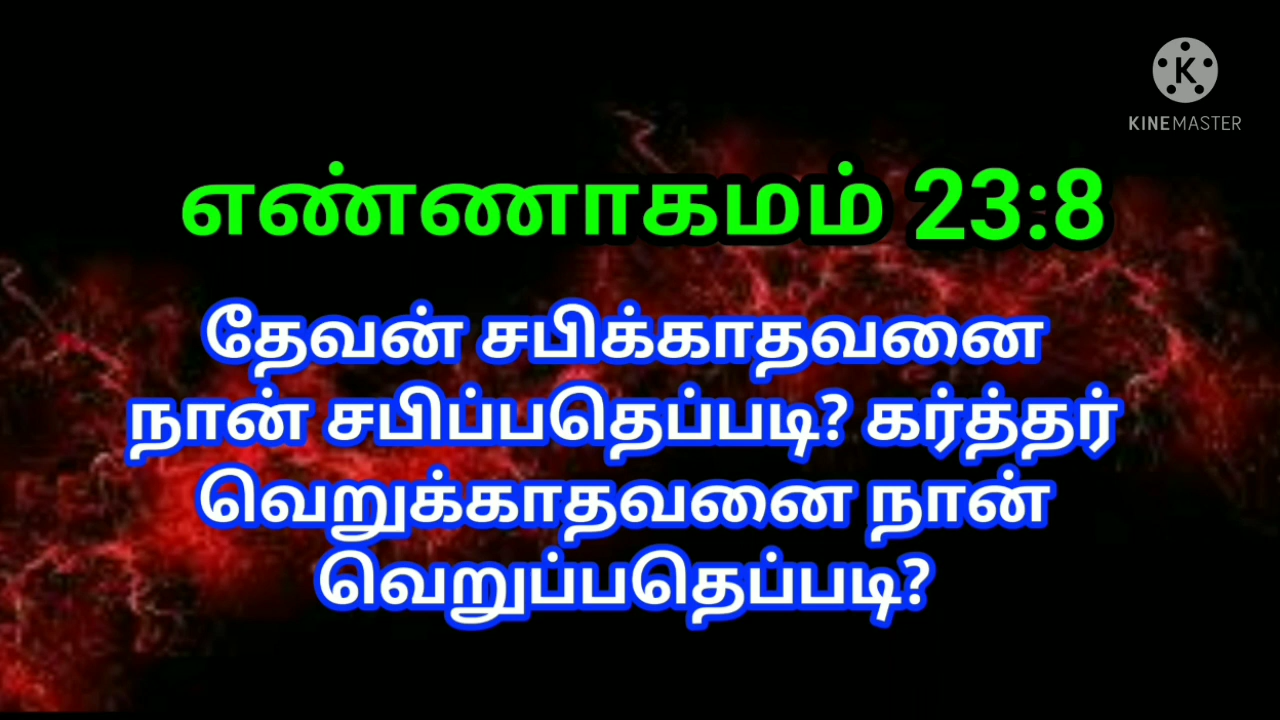 KINEMASTER
எண்ணாகமம் 23:8
தேவன் சபிக்காதவனை
நான் சபிப்பதெப்படி? கர்த்தர்
வெறுக்காதவனை நான்
வெறுப்பதெப்படி?